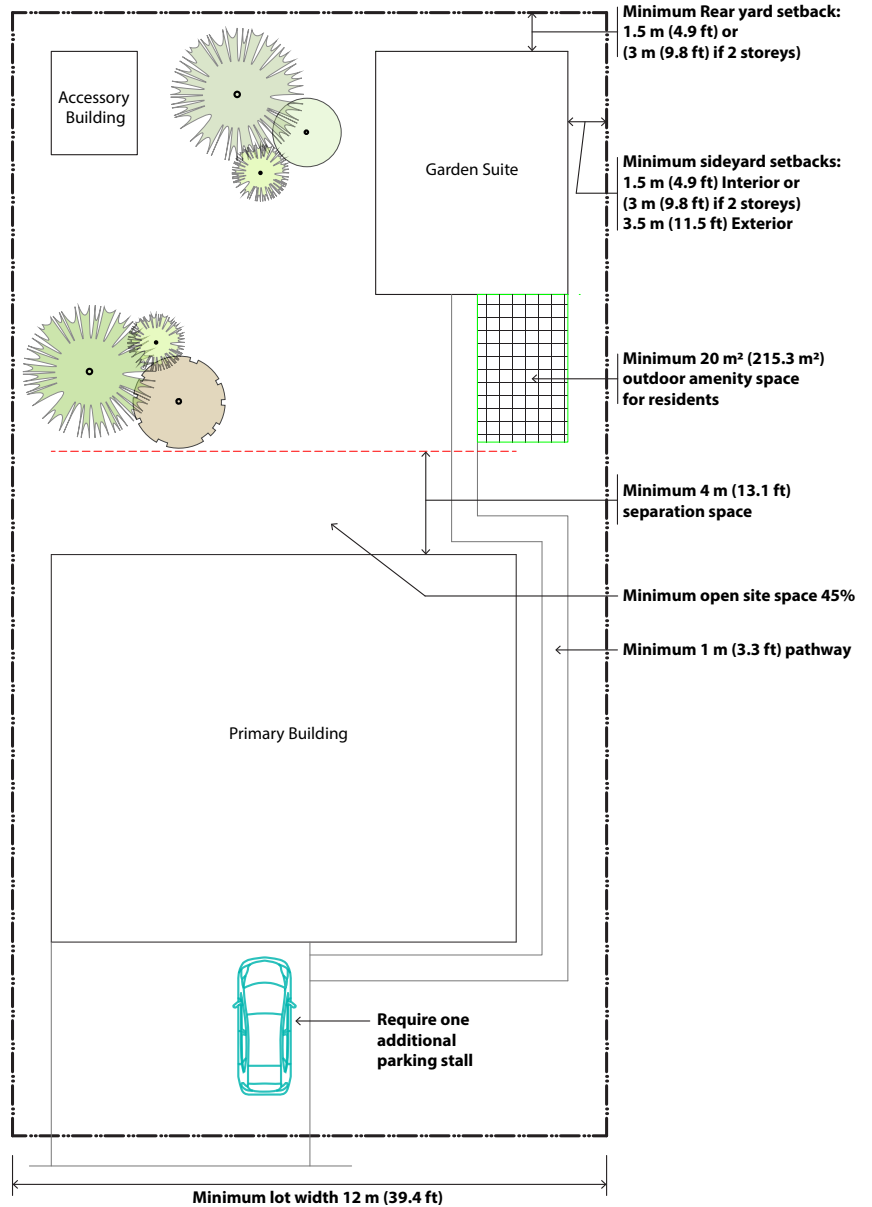 Minimum Rear yard setback:
1.5 m (4.9 ft) or
(3 m (9.8 ft) if 2 storeys)
Accessory
Building
Garden Suite
Minimum sideyard setbacks:
1.5 m (4.9 ft) Interior or
(3 m (9.8 ft) if 2 storeys)
3.5 m (11.5 ft) Exterior
Minimum 20 m² (215.3 m²)
outdoor amenity space
for residents
Minimum 4 m (13.1 ft)
separation space
Minimum open site space 45%
Minimum 1 m (3.3 ft) pathway
Primary Building
Require one
additional
parking stall
Minimum lot width 12 m (39.4 ft)